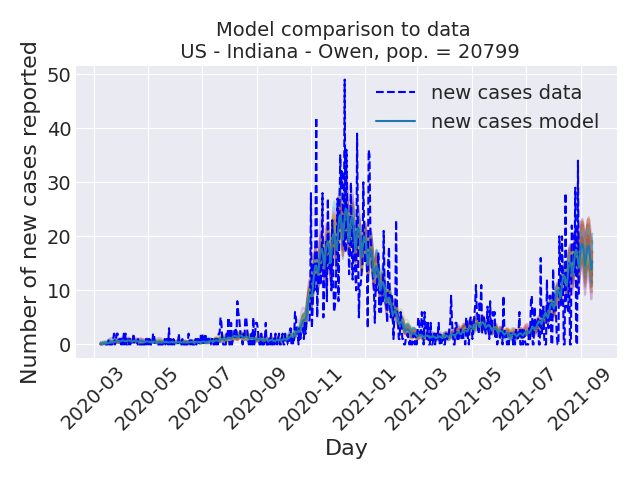 Model comparison to data
US - Indiana - Owen, pop. = 20799
Number of new cases reported
50
40
30
20
10
0
new cases data
new cases model
2020-03
2020-05
2020-07
2020-09
2020-11
2021-01
2021-03
2021-05
2021-07
2021-09
Day